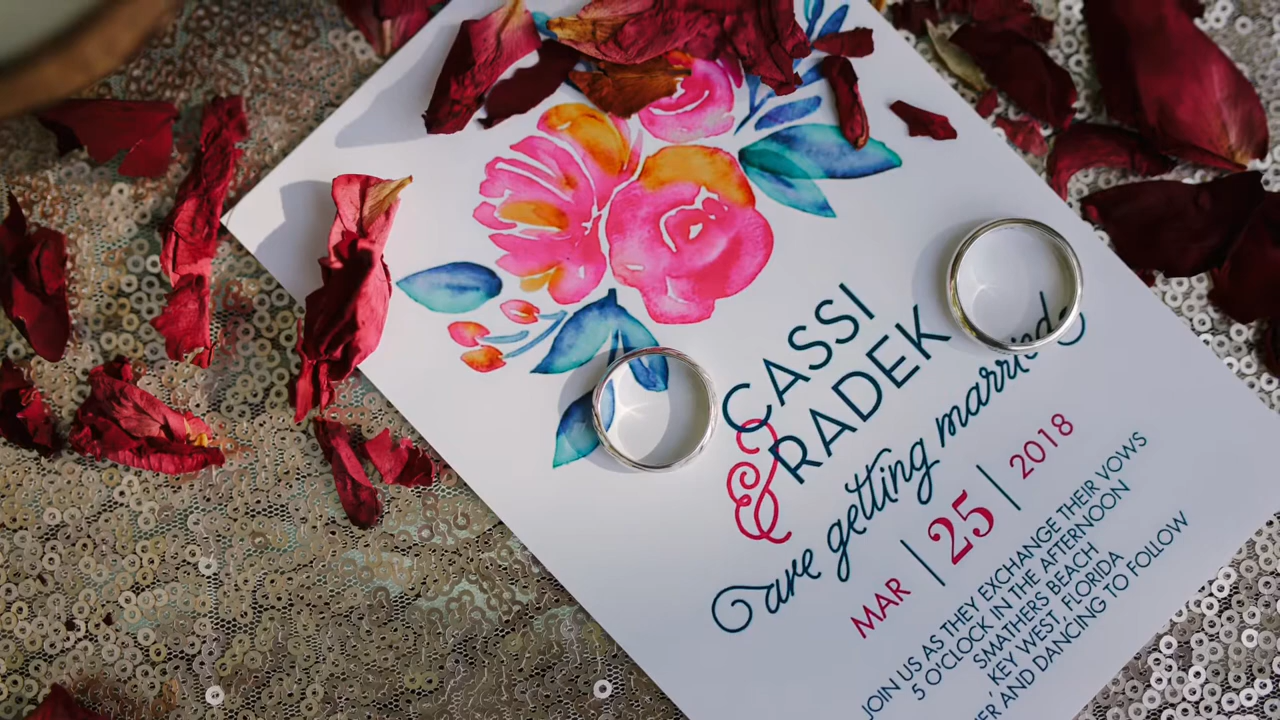 CASSI
& RADEK
are getting married
MAR | 25 | 2018
JOIN US AS THEY EXCHANGE THEIR VOWS
5 O'CLOCK IN THE AFTERNOON
SMATHERS BEACH
KEY WEST, FLORIDA
AND DANCING TO FOLLOW